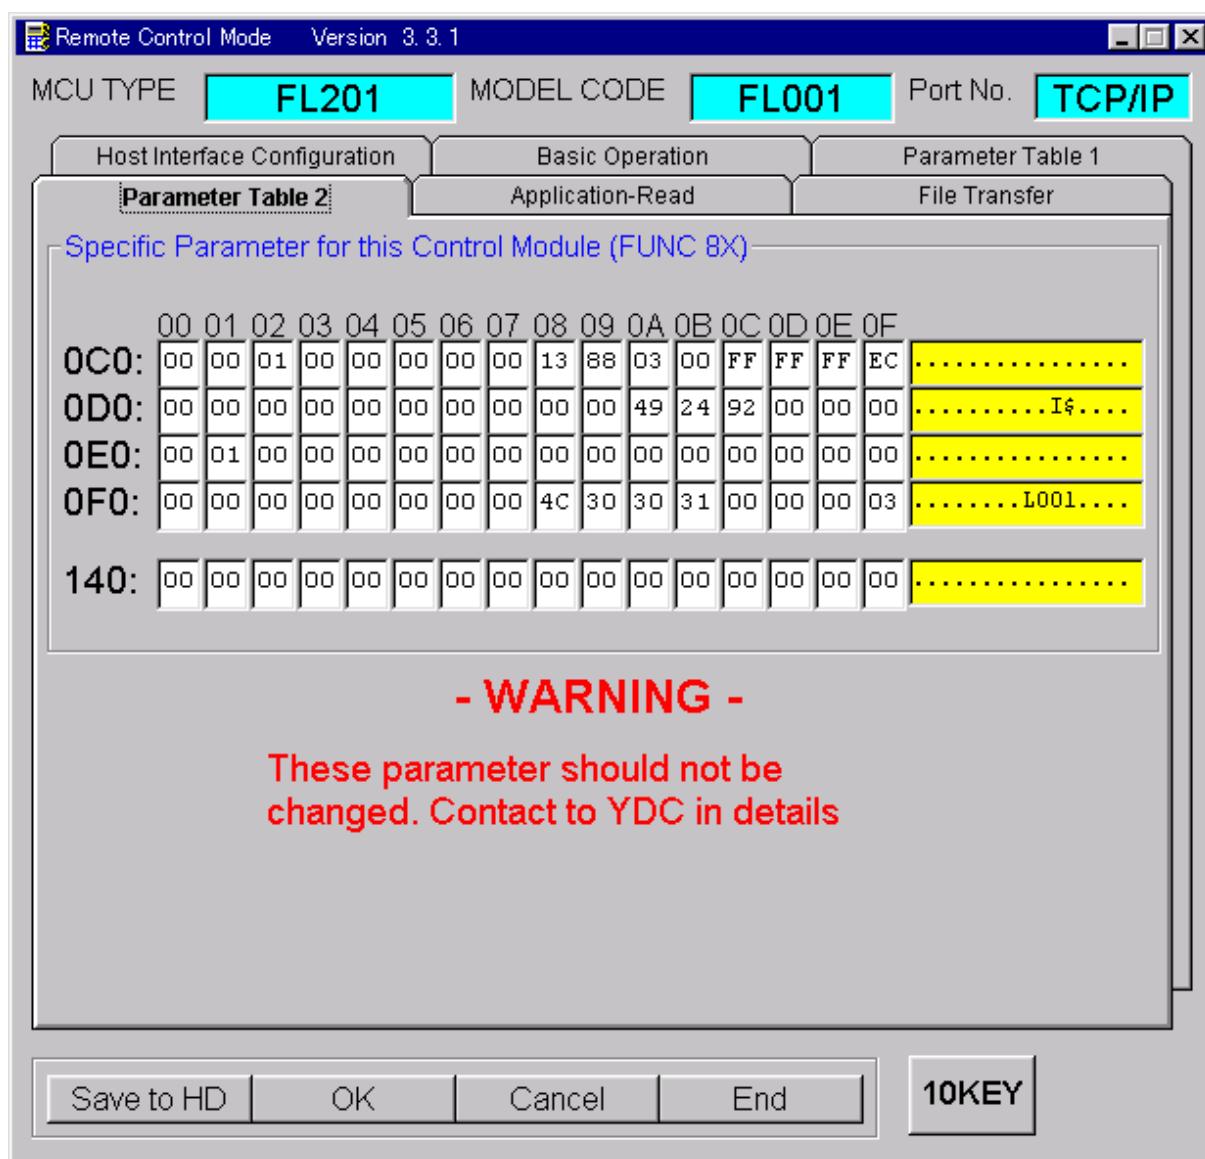 Remote Control Mode Version 3.3.1
MCU TYPE FL201 MODEL CODE FL001 Port No. TCP/IP
Host Interface Configuration Basic Operation Parameter Table 1
Parameter Table 2 Application-Read File Transfer
Specific Parameter for this Control Module (FUNC 8X)
00 01 02 03 04 05 06 07 08 09 0A 0B 0C 0D 0E 0F
0C0: 00 00 01 00 00 00 00 00 13 88 03 00 FF FF FF EC ................
0D0: 00 00 00 00 00 00 00 00 00 00 49 24 92 00 00 00 ..........I$....
0E0: 00 01 00 00 00 00 00 00 00 00 00 00 00 00 00 00 ................
0F0: 00 00 00 00 00 00 00 00 4C 30 30 31 00 00 00 03 ........L001....
140: 00 00 00 00 00 00 00 00 00 00 00 00 00 00 00 00 ................
- WARNING -
These parameter should not be
changed. Contact to YDC in details
Save to HD OK Cancel End 10KEY